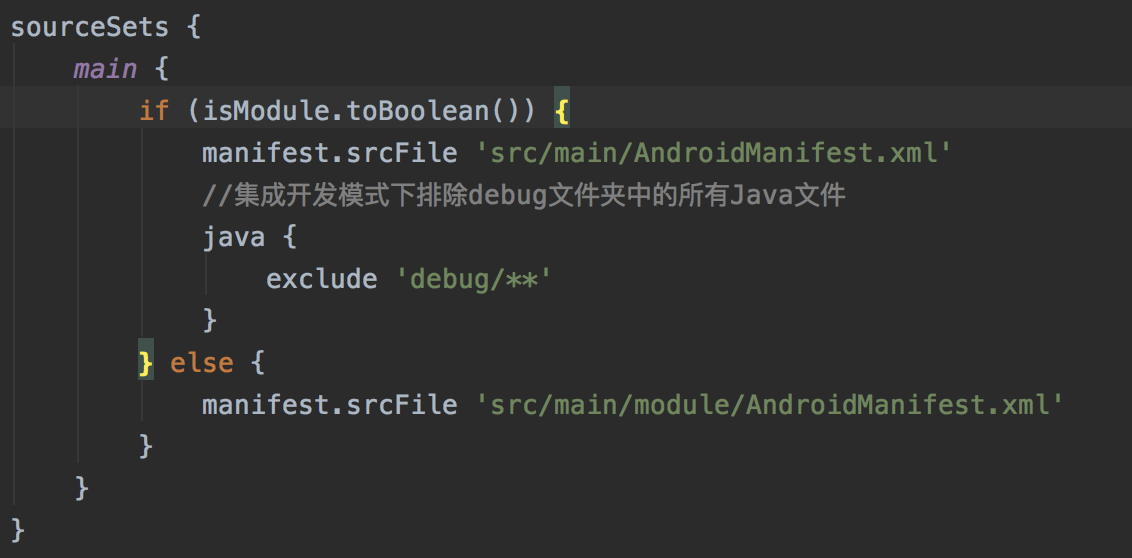 sourceSets {
    main {
        if (isModule.toBoolean()) {
            manifest.srcFile 'src/main/AndroidManifest.xml'
            //集成开发模式下排除debug文件夹中的所有Java文件
            java {
                exclude 'debug/**'
            }
        } else {
            manifest.srcFile 'src/main/module/AndroidManifest.xml'
        }
    }
}